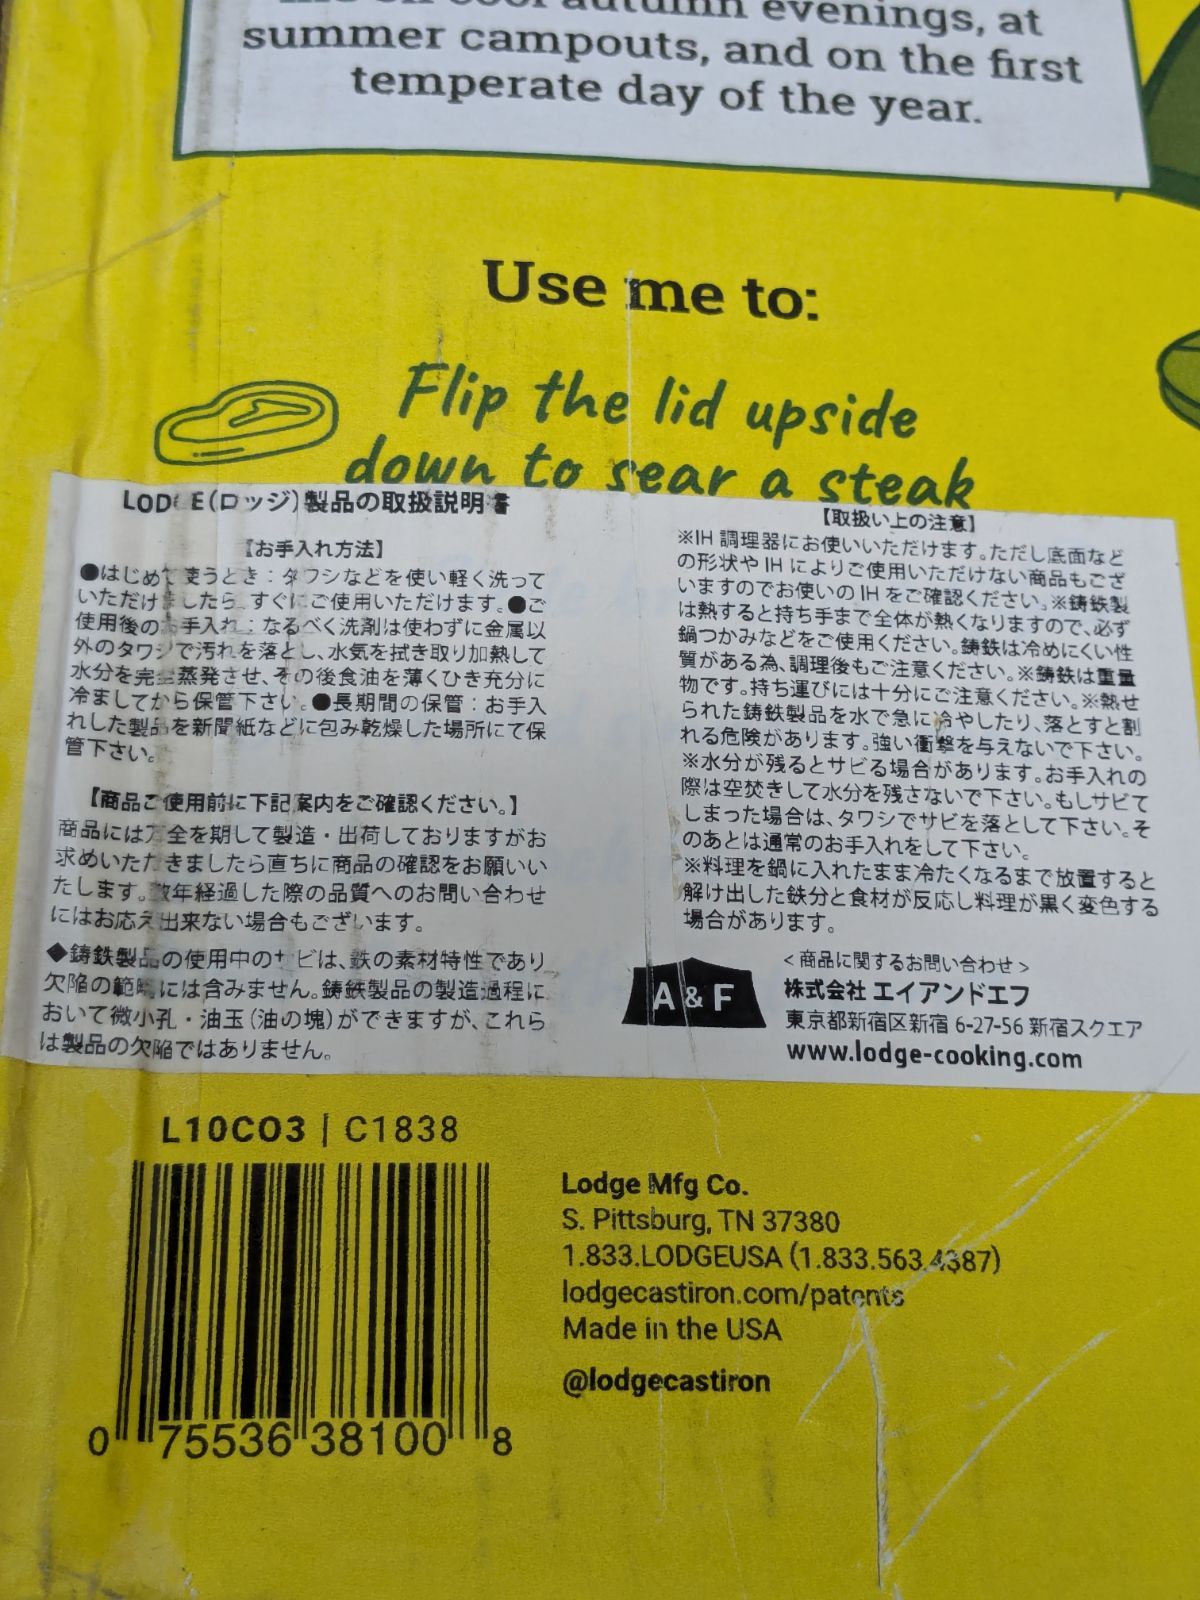 autumn evenings, at
summer campouts, and on the first
temperate day of the year.
Use me to:
Flip the lid upside
down to sear a steak
LODGE(ロッジ)製品の取扱説明書
【お手入れ方法】
●はじめて使うとき:タワシなどを使い軽く洗って
いただけましたら、すぐにご使用いただけます。●ご
使用後のお手入れ:なるべく洗剤は使わずに金属以
外のタワシで汚れを落とし、水気を拭き取り加熱して
水分を完全蒸発させ、その後食油を薄くひき充分に
冷ましてから保管下さい。●長期間の保管:お手入
れした製品を新聞紙などに包み乾燥した場所にて保
管下さい。
【商品ご使用前に下記案内をご確認ください。】
商品には万全を期して製造・出荷しておりますがお
求めいただきましたら直ちに商品の確認をお願いい
たします。数年経過した際の品質へのお問い合わせ
にはお応え出来ない場合もございます。
◆鋳鉄製品の使用中のサビは、鉄の素材特性であり
欠陥の範疇には含みません。鋳鉄製品の製造過程に
おいて微小孔・油玉(油の塊)ができますが、これら
は製品の欠陥ではありません。
【取扱い上の注意】
※IH 調理器にお使いいただけます。ただし底面など
の形状や IH によりご使用いただけない商品もござ
いますのでお使いの IH をご確認ください。※鋳鉄製
は熱すると持ち手まで全体が熱くなりますので、必ず
鍋つかみなどをご使用ください。鋳鉄は冷めにくい性
質がある為、調理後もご注意ください。※鋳鉄は重量
物です。持ち運びには十分にご注意ください。※熱せ
られた鋳鉄製品を水で急に冷やしたり、落とすと割
れる危険があります。強い衝撃を与えないで下さい。
※水分が残るとサビる場合があります。お手入れの
際は空焚きして水分を残さないで下さい。もしサビて
しまった場合は、タワシでサビを落として下さい。そ
のあとは通常のお手入れをして下さい。
※料理を鍋に入れたまま冷たくなるまで放置すると
解け出した鉄分と食材が反応し料理が黒く変色する
場合があります。
A & F
<商品に関するお問い合わせ>
株式会社 エイアンドエフ
東京都新宿区新宿 6-27-56 新宿スクエア
www.lodge-cooking.com
L10CO3 | C1838
0 75536 38100 8
Lodge Mfg Co.
S. Pittsburg, TN 37380
1.833.LODGEUSA (1.833.563.4387)
lodgecastiron.com/patents
Made in the USA
@lodgecastiron